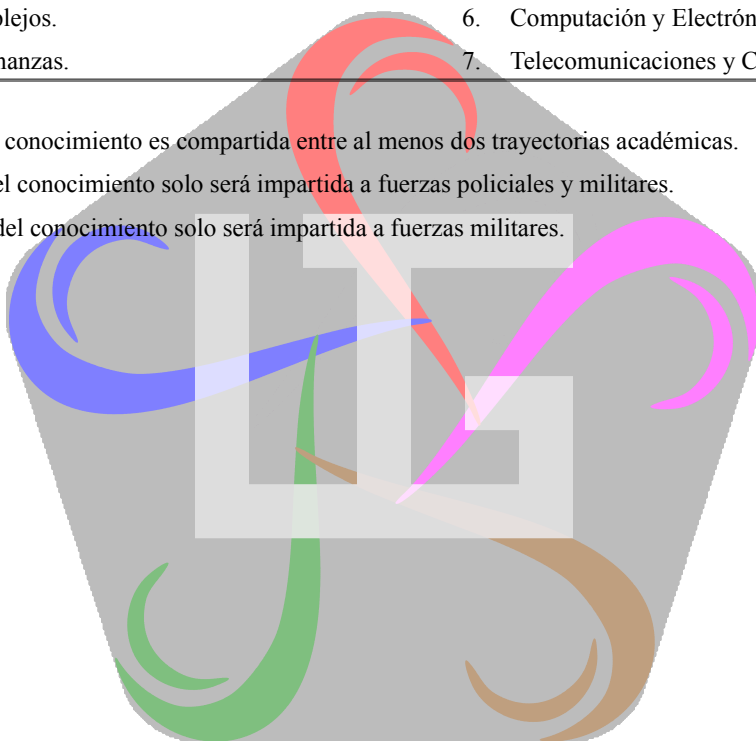 plejos.
6. Computación y Electrón
nanzas.
7. Telecomunicaciones y C
conocimiento es compartida entre al menos dos trayectorias académicas.
el conocimiento solo será impartida a fuerzas policiales y militares.
del conocimiento solo será impartida a fuerzas militares.
LTG